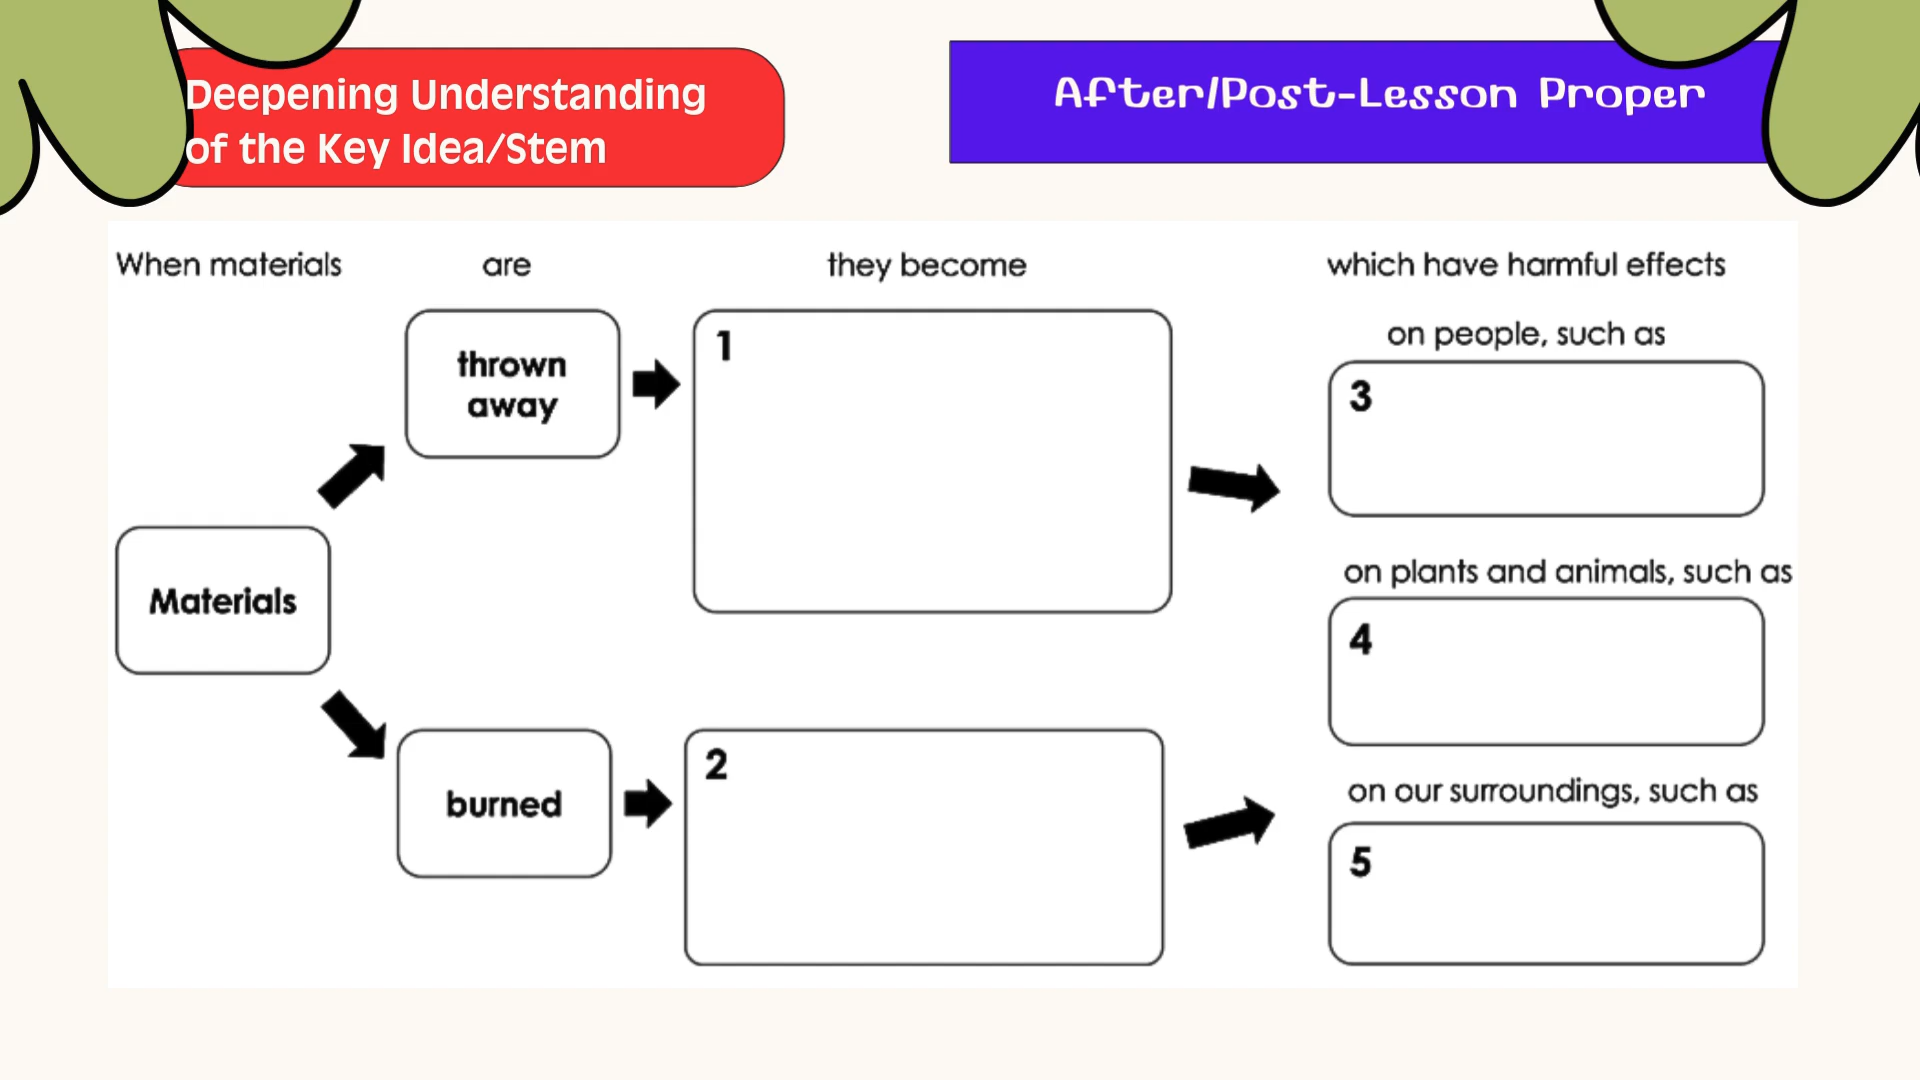 Deepening Understanding
of the Key Idea/Stem
After/Post-Lesson Proper
When materials
are
they become
which have harmful effects
thrown
away
1
on people, such as
3
Materials
on plants and animals, such as
4
burned
2
on our surroundings, such as
5